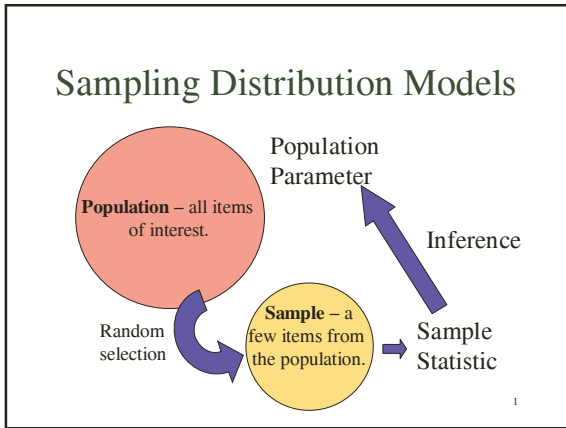 Sampling Distribution Models
Population
Parameter
Population – all items
of interest.
Inference
Random
selection
Sample – a
few items from
the population.
Sample
Statistic
1